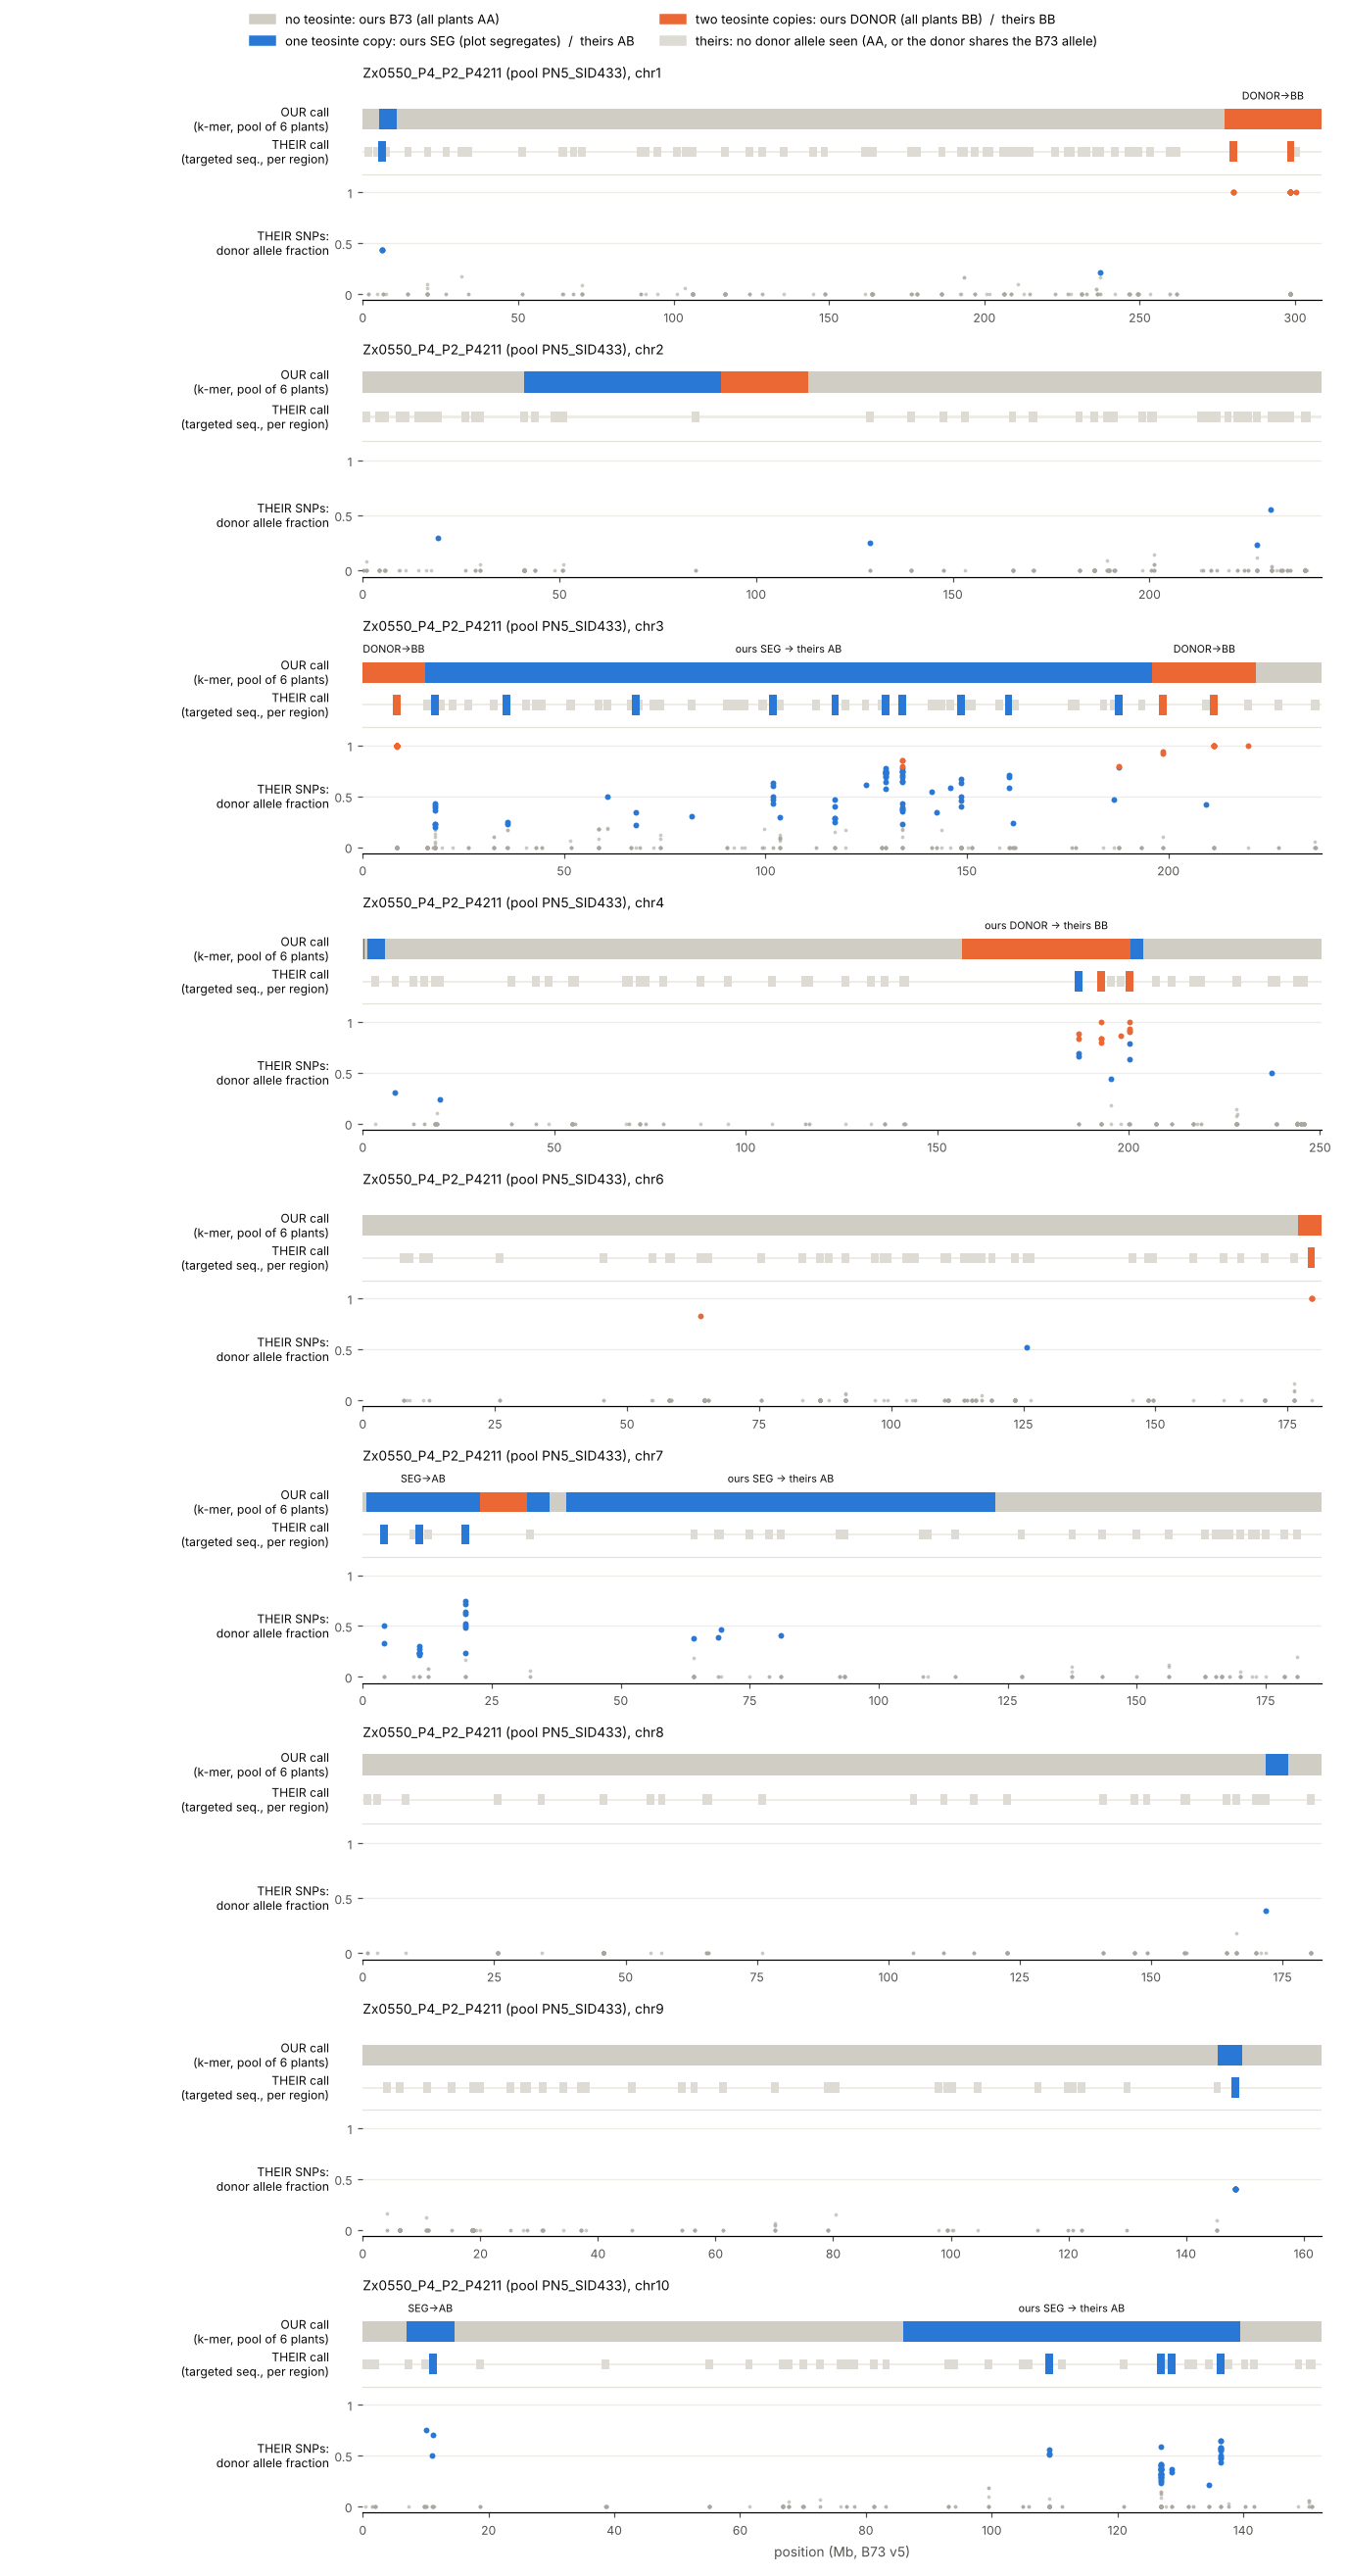 no teosinte: ours B73 (all plants AA)
two teosinte copies: ours DONOR (all plants BB) / theirs BB
one teosinte copy: ours SEG (plot segregates) / theirs AB
theirs: no donor allele seen (AA, or the donor shares the B73 allele)
Zx0550_P4_P2_P4211 (pool PN5_SID433), chr1
DONOR→BB
OUR call
(k-mer, pool of 6 plants)
THEIR call
(targeted seq., per region)
1
THEIR SNPs:
donor allele fraction
0.5
0
0 50 100 150 200 250 300
Zx0550_P4_P2_P4211 (pool PN5_SID433), chr2
OUR call
(k-mer, pool of 6 plants)
THEIR call
(targeted seq., per region)
1
THEIR SNPs:
donor allele fraction
0.5
0
0 50 100 150 200
Zx0550_P4_P2_P4211 (pool PN5_SID433), chr3
DONOR→BB ours SEG → theirs AB DONOR→BB
OUR call
(k-mer, pool of 6 plants)
THEIR call
(targeted seq., per region)
1
THEIR SNPs:
donor allele fraction
0.5
0
0 50 100 150 200
Zx0550_P4_P2_P4211 (pool PN5_SID433), chr4
ours DONOR → theirs BB
OUR call
(k-mer, pool of 6 plants)
THEIR call
(targeted seq., per region)
1
THEIR SNPs:
donor allele fraction
0.5
0
0 50 100 150 200 250
Zx0550_P4_P2_P4211 (pool PN5_SID433), chr6
OUR call
(k-mer, pool of 6 plants)
THEIR call
(targeted seq., per region)
1
THEIR SNPs:
donor allele fraction
0.5
0
0 25 50 75 100 125 150 175
Zx0550_P4_P2_P4211 (pool PN5_SID433), chr7
SEG→AB ours SEG → theirs AB
OUR call
(k-mer, pool of 6 plants)
THEIR call
(targeted seq., per region)
1
THEIR SNPs:
donor allele fraction
0.5
0
0 25 50 75 100 125 150 175
Zx0550_P4_P2_P4211 (pool PN5_SID433), chr8
OUR call
(k-mer, pool of 6 plants)
THEIR call
(targeted seq., per region)
1
THEIR SNPs:
donor allele fraction
0.5
0
0 25 50 75 100 125 150 175
Zx0550_P4_P2_P4211 (pool PN5_SID433), chr9
OUR call
(k-mer, pool of 6 plants)
THEIR call
(targeted seq., per region)
1
THEIR SNPs:
donor allele fraction
0.5
0
0 20 40 60 80 100 120 140 160
Zx0550_P4_P2_P4211 (pool PN5_SID433), chr10
SEG→AB ours SEG → theirs AB
OUR call
(k-mer, pool of 6 plants)
THEIR call
(targeted seq., per region)
1
THEIR SNPs:
donor allele fraction
0.5
0
0 20 40 60 80 100 120 140
position (Mb, B73 v5)